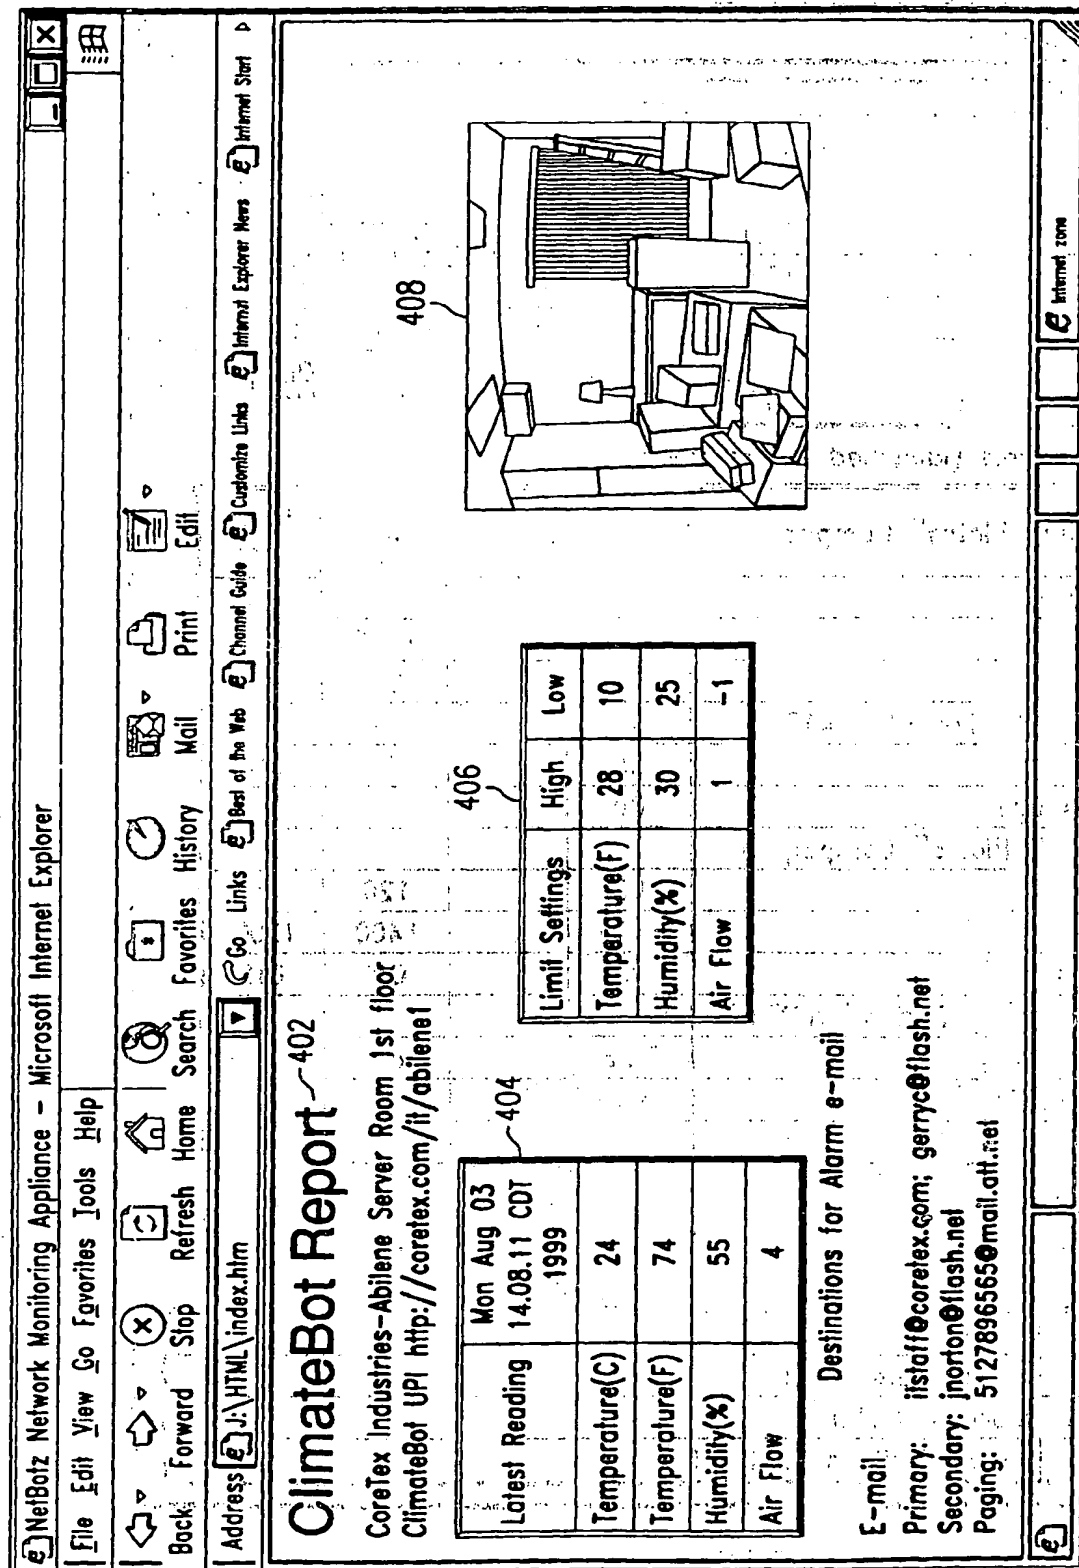 NetBotz Network Monitoring Appliance - Microsoft Internet Explorer
File Edit View Go Favorites Tools Help
Back Forward Stop Refresh Home Search Favorites History Mail Print Edit
Address J:\HTML\index.htm Go Links Best of the Web Channel Guide Customize Links Internet Explorer News Internet Start
ClimateBot Report 402
CoreTex Industries-Abilene Server Room 1st floor
ClimateBot UPI http://coretex.com/it/abilene1
404
Latest Reading Mon Aug 03 14.08.11 CDT 1999
Temperature(C) 24
Temperature(F) 74
Humidity(%) 55
Air Flow 4
406
Limit Settings High Low
Temperature(F) 28 10
Humidity(%) 30 25
Air Flow 1 -1
408
Destinations for Alarm e-mail
E-mail
Primary: itstaff@coretex.com; gerryc@flash.net
Secondary: jnorton@flash.net
Paging: 5127896565@mail.att.net
Internet zone